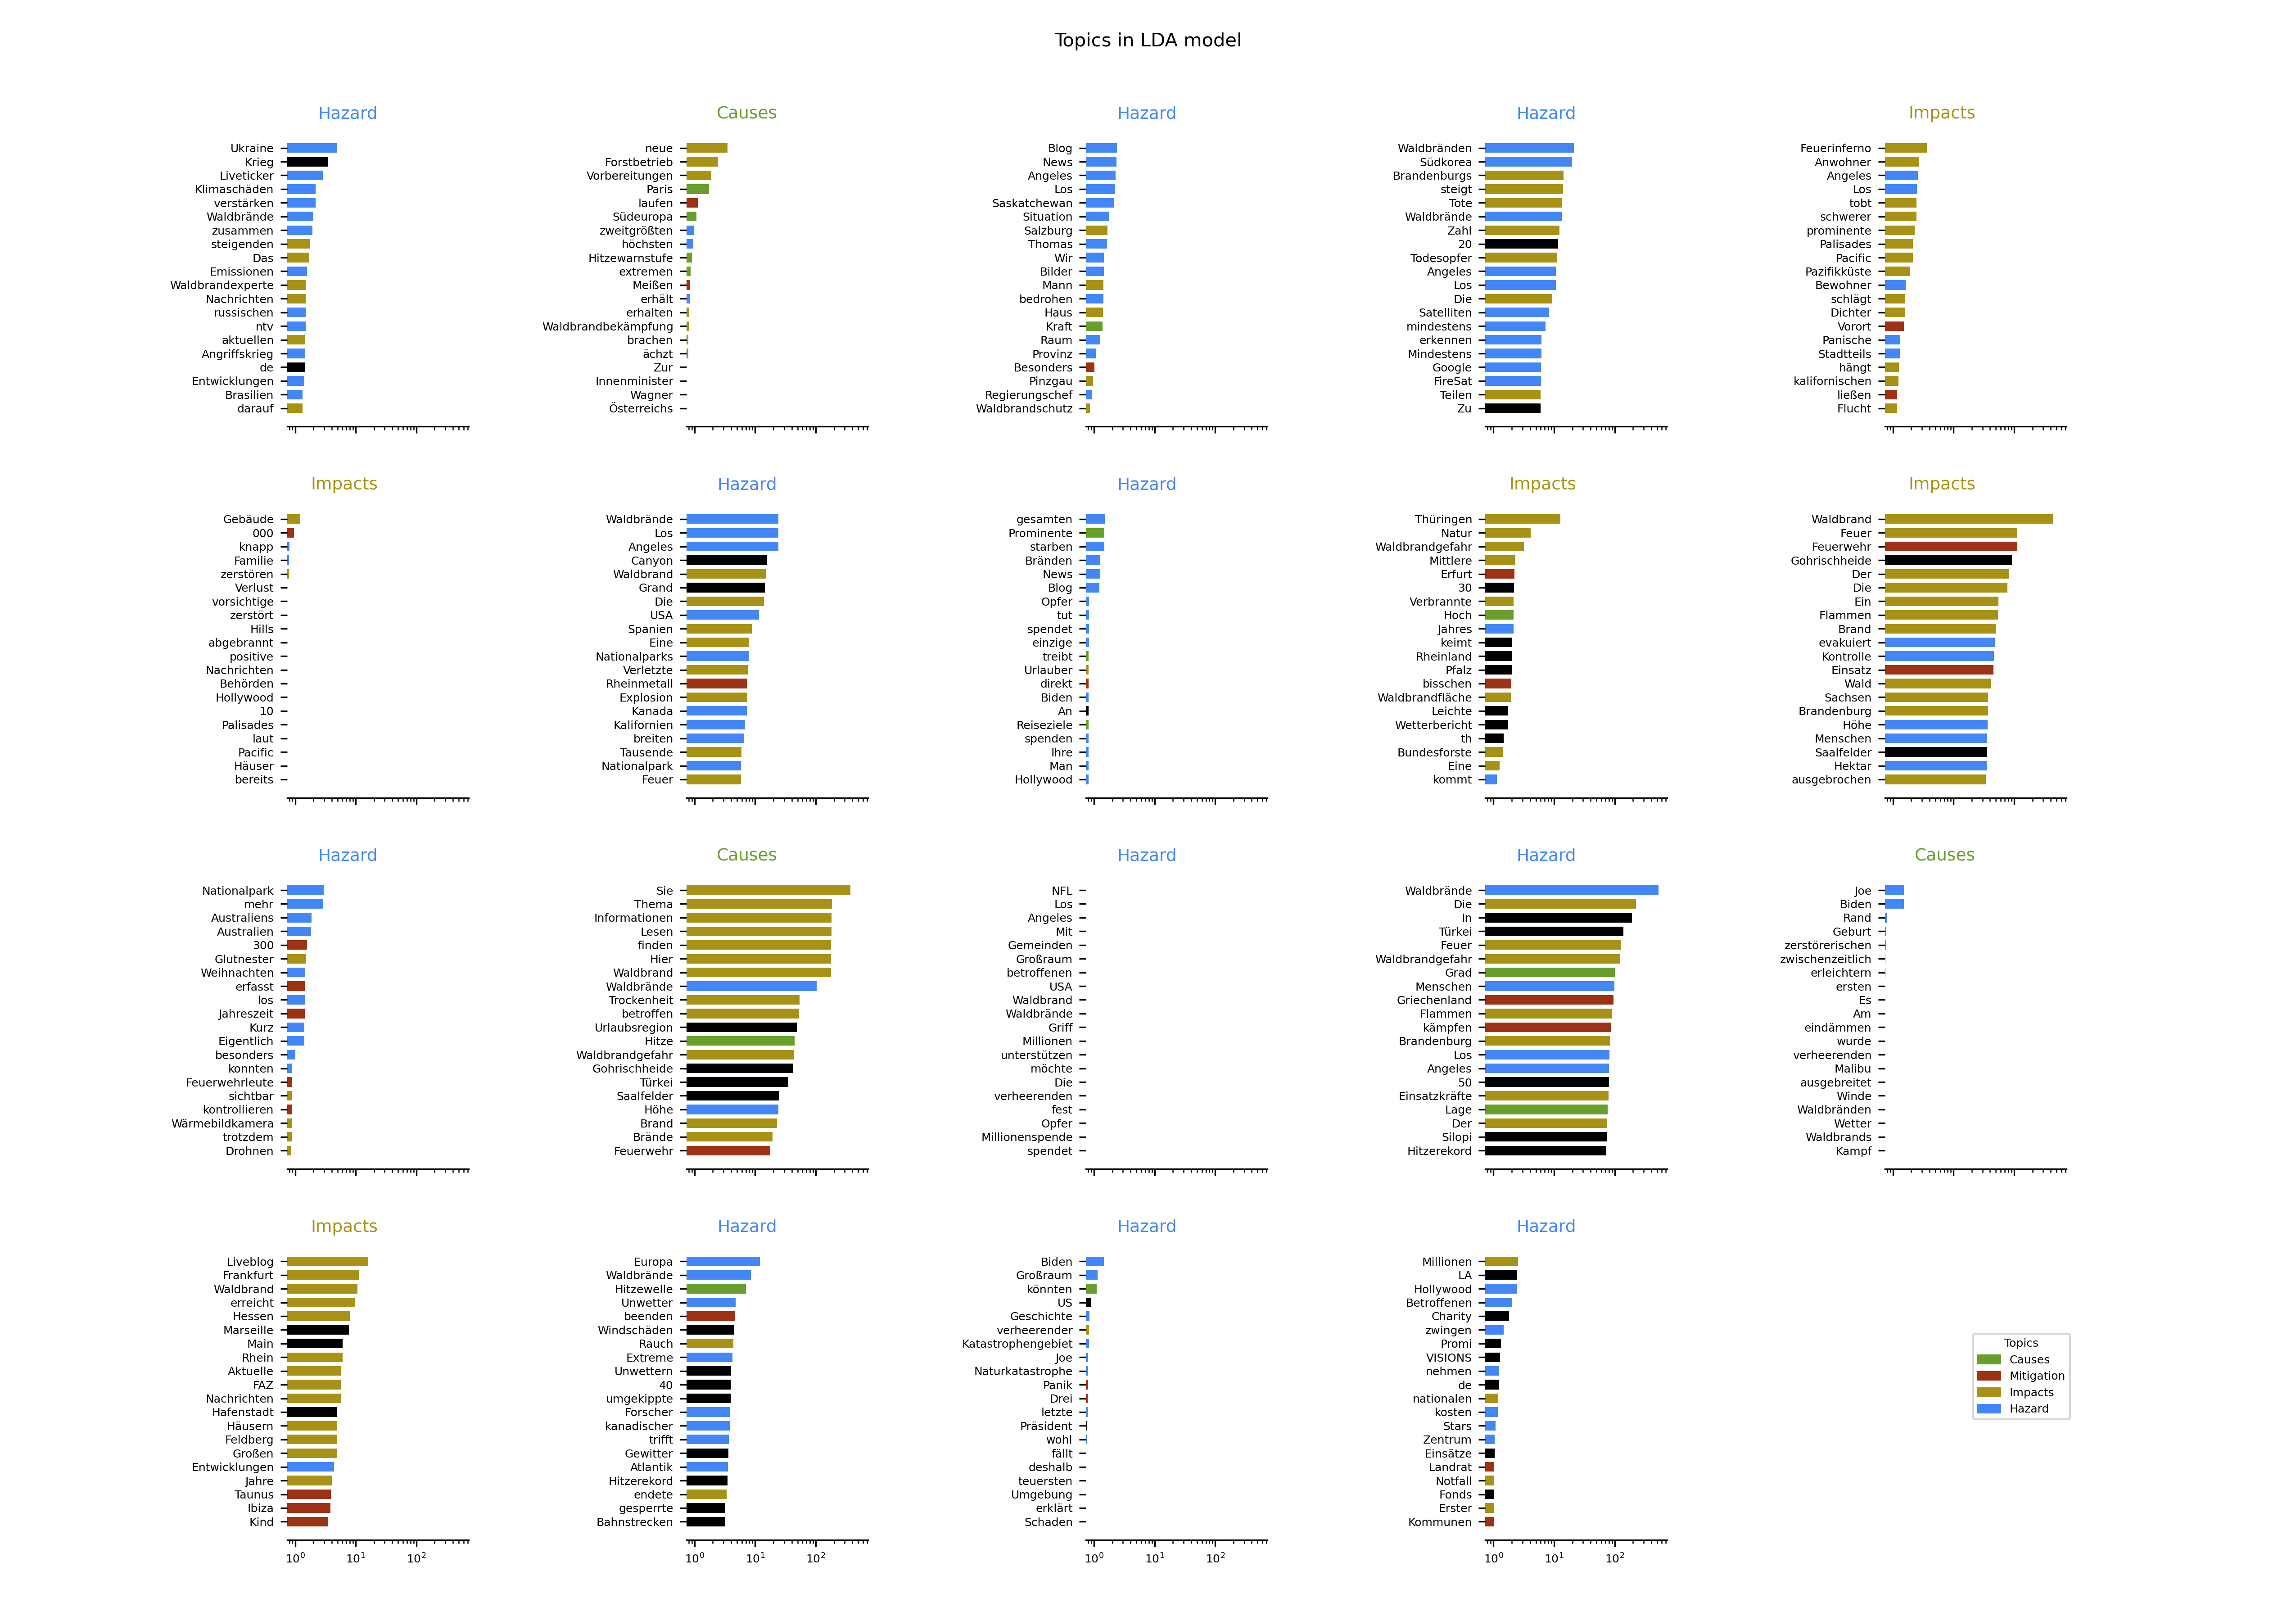 Topics in LDA model
Hazard
Ukraine
Krieg
Liveticker
Klimaschäden
verstärken
Waldbrände
zusammen
steigenden
Das
Emissionen
Waldbrandexperte
Nachrichten
russischen
ntv
aktuellen
Angriffskrieg
de
Entwicklungen
Brasilien
darauf
Causes
neue
Forstbetrieb
Vorbereitungen
Paris
laufen
Südeuropa
zweitgrößten
höchsten
Hitzewarnstufe
extremen
Meißen
erhält
erhalten
Waldbrandbekämpfung
brachen
ächzt
Zur
Innenminister
Wagner
Österreichs
Hazard
Blog
News
Angeles
Los
Saskatchewan
Situation
Salzburg
Thomas
Wir
Bilder
Mann
bedrohen
Haus
Kraft
Raum
Provinz
Besonders
Pinzgau
Regierungschef
Waldbrandschutz
Hazard
Waldbränden
Südkorea
Brandenburgs
steigt
Tote
Waldbrände
Zahl
20
Todesopfer
Angeles
Los
Die
Satelliten
mindestens
erkennen
Mindestens
Google
FireSat
Teilen
Zu
Impacts
Feuerinferno
Anwohner
Angeles
Los
tobt
schwerer
prominente
Palisades
Pacific
Pazifikküste
Bewohner
schlägt
Dichter
Vorort
Panische
Stadtteils
hängt
kalifornischen
ließen
Flucht
Impacts
Gebäude
000
knapp
Familie
zerstören
Verlust
vorsichtige
zerstört
Hills
abgebrannt
positive
Nachrichten
Behörden
Hollywood
10
Palisades
laut
Pacific
Häuser
bereits
Hazard
Waldbrände
Los
Angeles
Canyon
Waldbrand
Grand
Die
USA
Spanien
Eine
Nationalparks
Verletzte
Rheinmetall
Explosion
Kanada
Kalifornien
breiten
Tausende
Nationalpark
Feuer
Hazard
gesamten
Prominente
starben
Bränden
News
Blog
Opfer
tut
spendet
einzige
treibt
Urlauber
direkt
Biden
An
Reiseziele
spenden
Ihre
Man
Hollywood
Impacts
Thüringen
Natur
Waldbrandgefahr
Mittlere
Erfurt
30
Verbrannte
Hoch
Jahres
keimt
Rheinland
Pfalz
bisschen
Waldbrandfläche
Leichte
Wetterbericht
th
Bundesforste
Eine
kommt
Impacts
Waldbrand
Feuer
Feuerwehr
Gohrischheide
Der
Die
Ein
Flammen
Brand
evakuiert
Kontrolle
Einsatz
Wald
Sachsen
Brandenburg
Höhe
Menschen
Saalfelder
Hektar
ausgebrochen
Hazard
Nationalpark
mehr
Australiens
Australien
300
Glutnester
Weihnachten
erfasst
los
Jahreszeit
Kurz
Eigentlich
besonders
konnten
Feuerwehrleute
sichtbar
kontrollieren
Wärmebildkamera
trotzdem
Drohnen
Causes
Sie
Thema
Informationen
Lesen
finden
Hier
Waldbrand
Waldbrände
Trockenheit
betroffen
Urlaubsregion
Hitze
Waldbrandgefahr
Gohrischheide
Türkei
Saalfelder
Höhe
Brand
Brände
Feuerwehr
Hazard
NFL
Los
Angeles
Mit
Gemeinden
Großraum
betroffenen
USA
Waldbrand
Waldbrände
Griff
Millionen
unterstützen
möchte
Die
verheerenden
fest
Opfer
Millionenspende
spendet
Hazard
Waldbrände
Die
In
Türkei
Feuer
Waldbrandgefahr
Grad
Menschen
Griechenland
Flammen
kämpfen
Brandenburg
Los
Angeles
50
Einsatzkräfte
Lage
Der
Silopi
Hitzerekord
Causes
Joe
Biden
Rand
Geburt
zerstörerischen
zwischenzeitlich
erleichtern
ersten
Es
Am
eindämmen
wurde
verheerenden
Malibu
ausgebreitet
Winde
Waldbränden
Wetter
Waldbrands
Kampf
Impacts
Liveblog
Frankfurt
Waldbrand
erreicht
Hessen
Marseille
Main
Rhein
Aktuelle
FAZ
Nachrichten
Hafenstadt
Häusern
Feldberg
Großen
Entwicklungen
Jahre
Taunus
Ibiza
Kind
10⁰ 10¹ 10²
Hazard
Europa
Waldbrände
Hitzewelle
Unwetter
beenden
Windschäden
Rauch
Extreme
Unwettern
40
umgekippte
Forscher
kanadischer
trifft
Gewitter
Atlantik
Hitzerekord
endete
gesperrte
Bahnstrecken
10⁰ 10¹ 10²
Hazard
Biden
Großraum
könnten
US
Geschichte
verheerender
Katastrophengebiet
Joe
Naturkatastrophe
Panik
Drei
letzte
Präsident
wohl
fällt
deshalb
teuersten
Umgebung
erklärt
Schaden
10⁰ 10¹ 10²
Hazard
Millionen
LA
Hollywood
Betroffenen
Charity
zwingen
Promi
VISIONS
nehmen
de
nationalen
kosten
Stars
Zentrum
Einsätze
Landrat
Notfall
Fonds
Erster
Kommunen
10⁰ 10¹ 10²
Topics
Causes
Mitigation
Impacts
Hazard